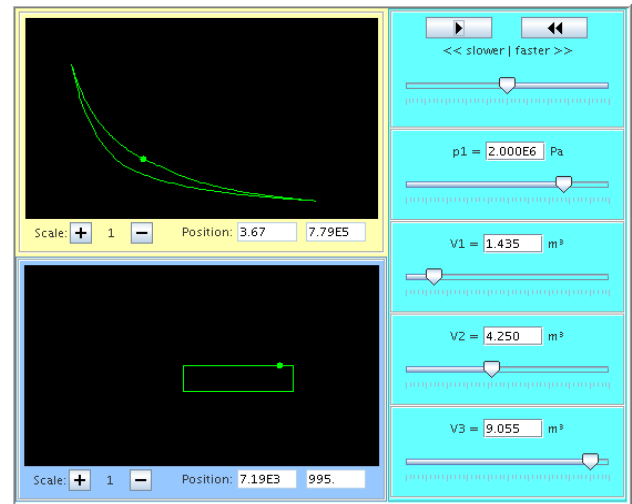 << slower | faster >>
p1 = 2.000E6 Pa
Scale: + 1 − Position: 3.67 7.79E5
V1 = 1.435 m³
V2 = 4.250 m³
V3 = 9.055 m³
Scale: + 1 − Position: 7.19E3 995.